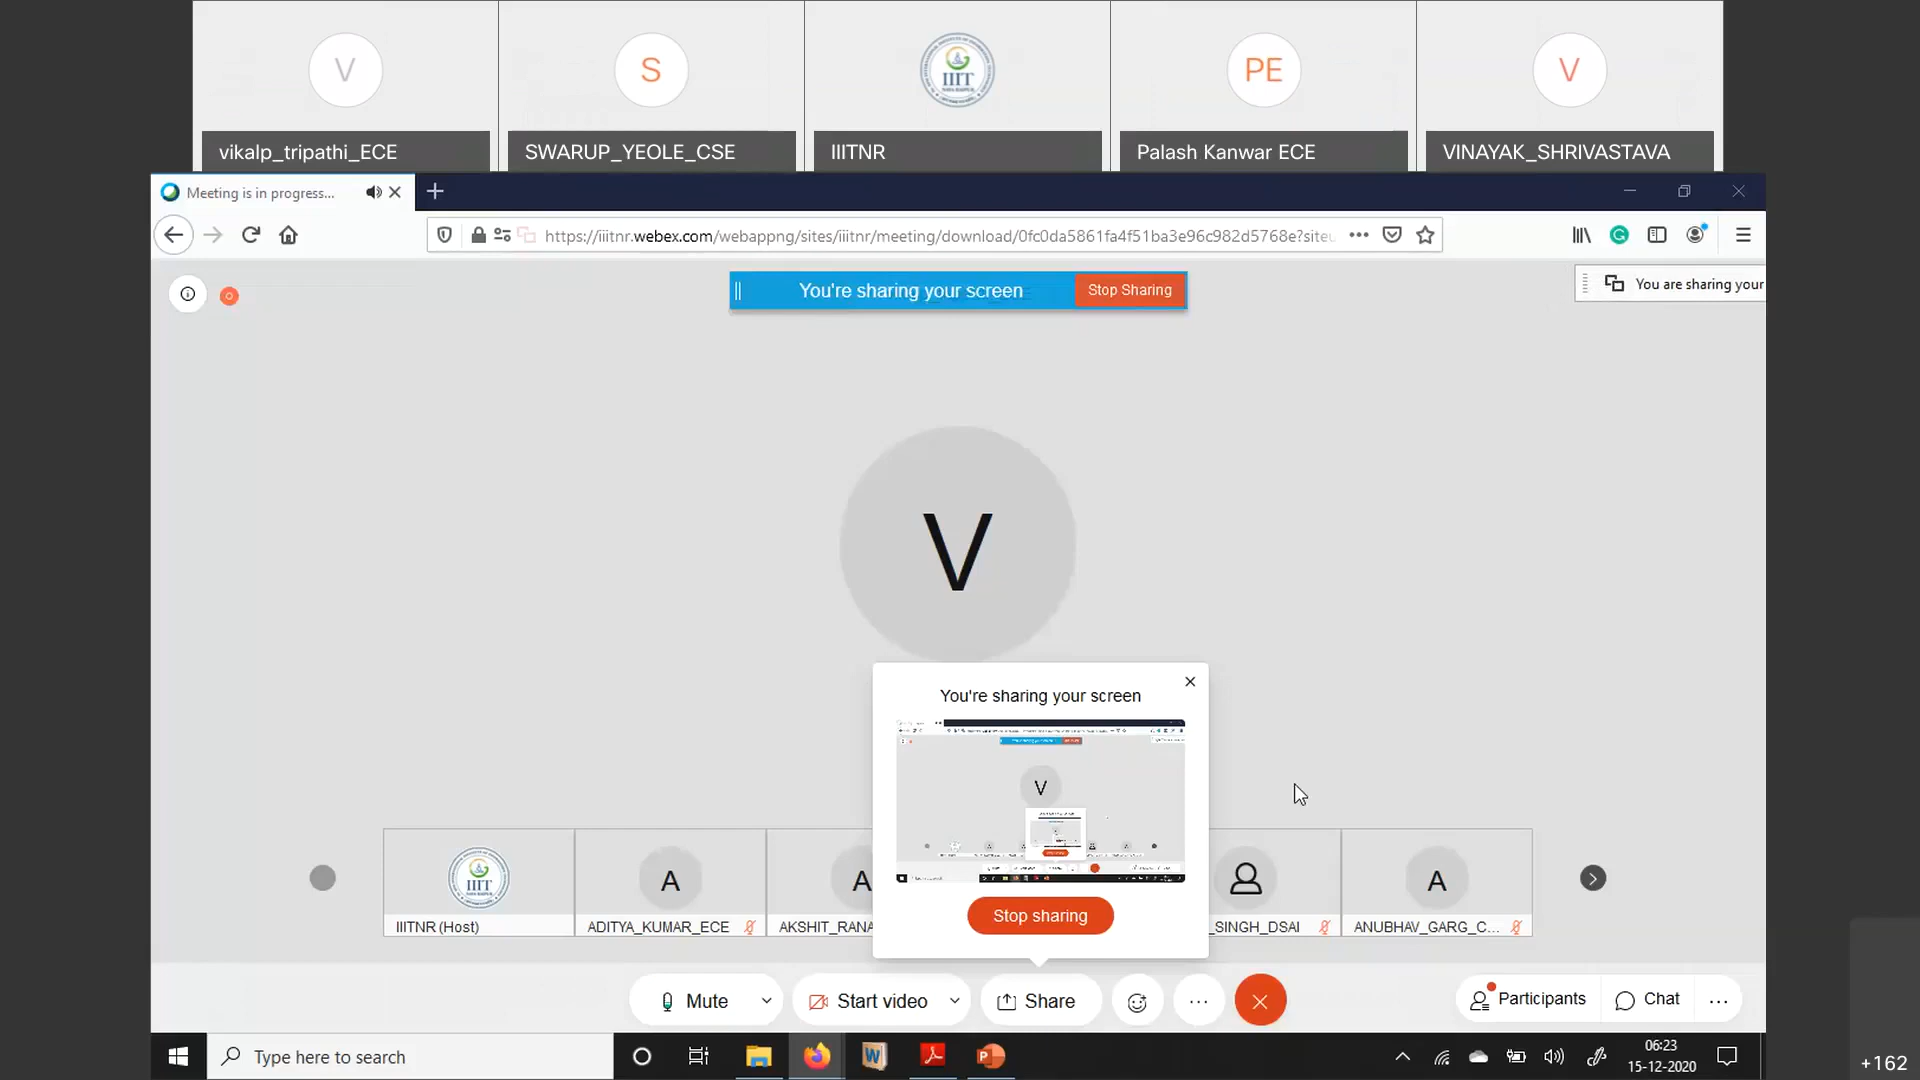 V
S
IIIT
PE
V
vikalp_tripathi_ECE
SWARUP_YEOLE_CSE
IIITNR
Palash Kanwar ECE
VINAYAK_SHRIVASTAVA
Meeting is in progress...
https://iiitnr.webex.com/webappng/sites/iiitnr/meeting/download/0fc0da5861fa4f51ba3e96c982d5768e?siteu
You're sharing your screen
Stop Sharing
You are sharing your
V
You're sharing your screen
V
Stop sharing
IIIT
A
A
A
IIITNR (Host)
ADITYA_KUMAR_ECE
AKSHIT_RANA
_SINGH_DSAI
ANUBHAV_GARG_C...
Mute
Start video
Share
Participants
Chat
Type here to search
06:23
15-12-2020
+162